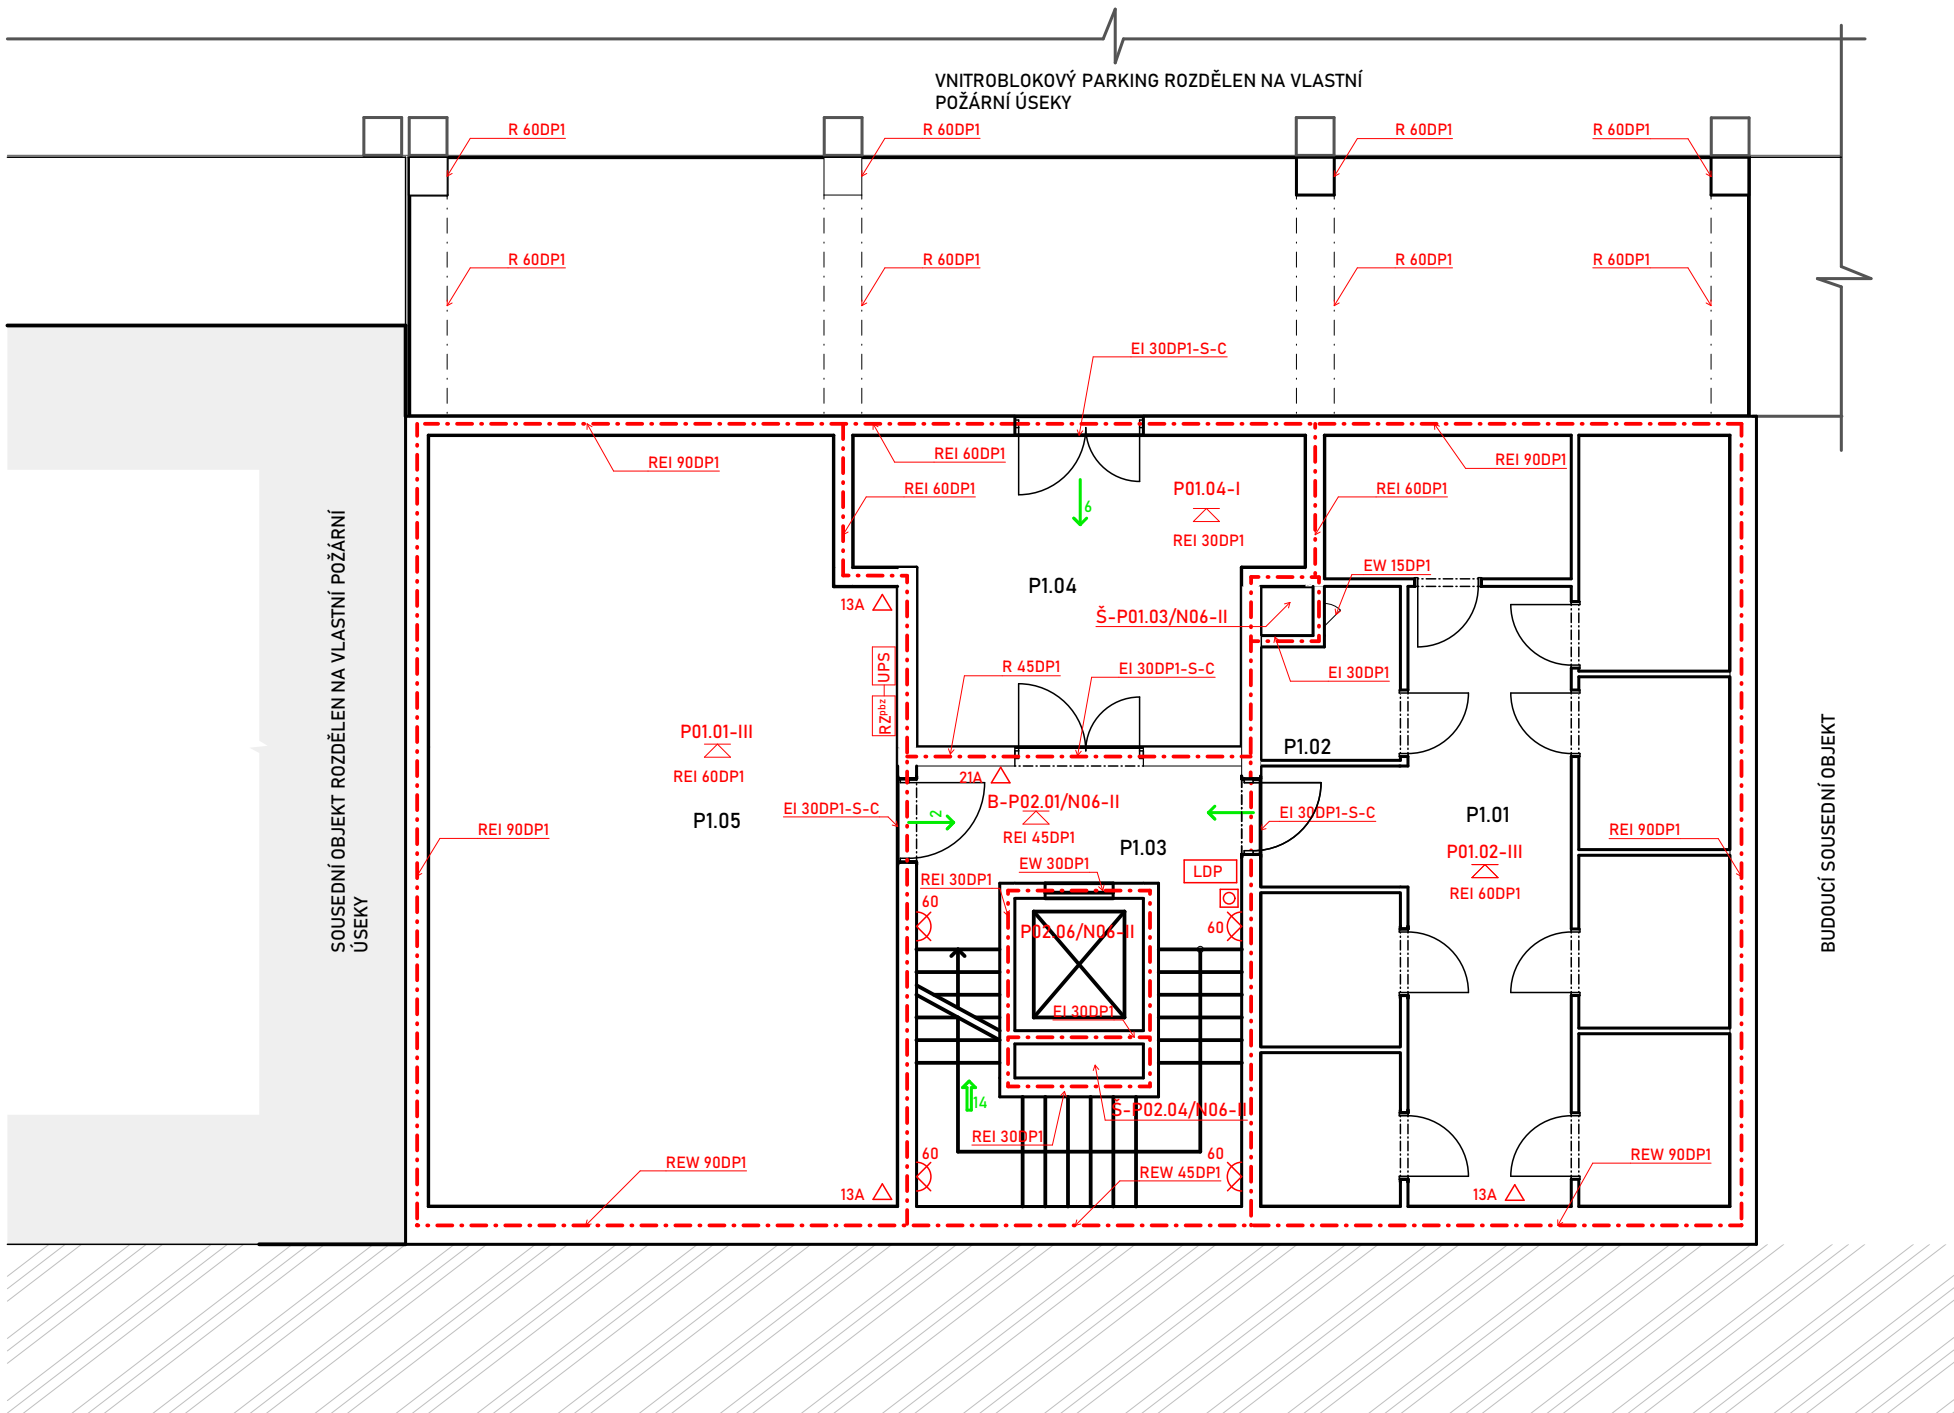 VNITROBLOKOVÝ PARKING ROZDĚLEN NA VLASTNÍ
POŽÁRNÍ ÚSEKY
R 60DP1
R 60DP1
R 60DP1
R 60DP1
R 60DP1
R 60DP1
R 60DP1
R 60DP1
EI 30DP1-S-C
REI 90DP1
REI 60DP1
REI 90DP1
REI 60DP1
P01.04-I
REI 60DP1
6
REI 30DP1
EW 15DP1
P1.04
13A
Š-P01.03/N06-II
UPS
RZpbz
R 45DP1
EI 30DP1-S-C
EI 30DP1
P01.01-III
REI 60DP1
P1.02
21A
B-P02.01/N06-II
EI 30DP1-S-C
2
REI 45DP1
EI 30DP1-S-C
P1.05
P1.03
P1.01
REI 90DP1
REI 90DP1
P01.02-III
REI 60DP1
EW 30DP1
LDP
REI 30DP1
60
60
P02.06/N06-II
EI 30DP1
14
Š-P02.04/N06-II
REI 30DP1
60
60
REW 90DP1
REW 45DP1
REW 90DP1
13A
13A
SOUSEDNÍ OBJEKT ROZDĚLEN NA VLASTNÍ POŽÁRNÍ
ÚSEKY
BUDOUCÍ SOUSEDNÍ OBJEKT